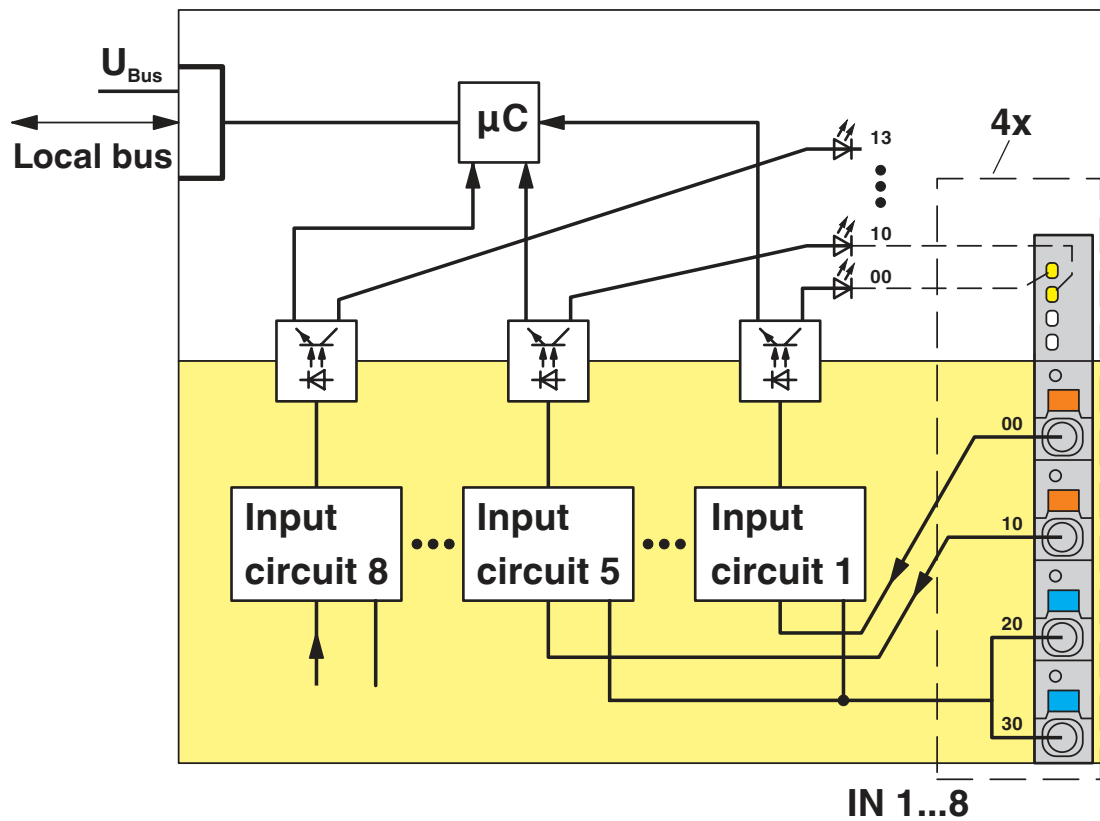 U Bus
Local bus
µC
13
4x
10
00
00
10
20
30
Input circuit 8
Input circuit 5
Input circuit 1
IN 1...8